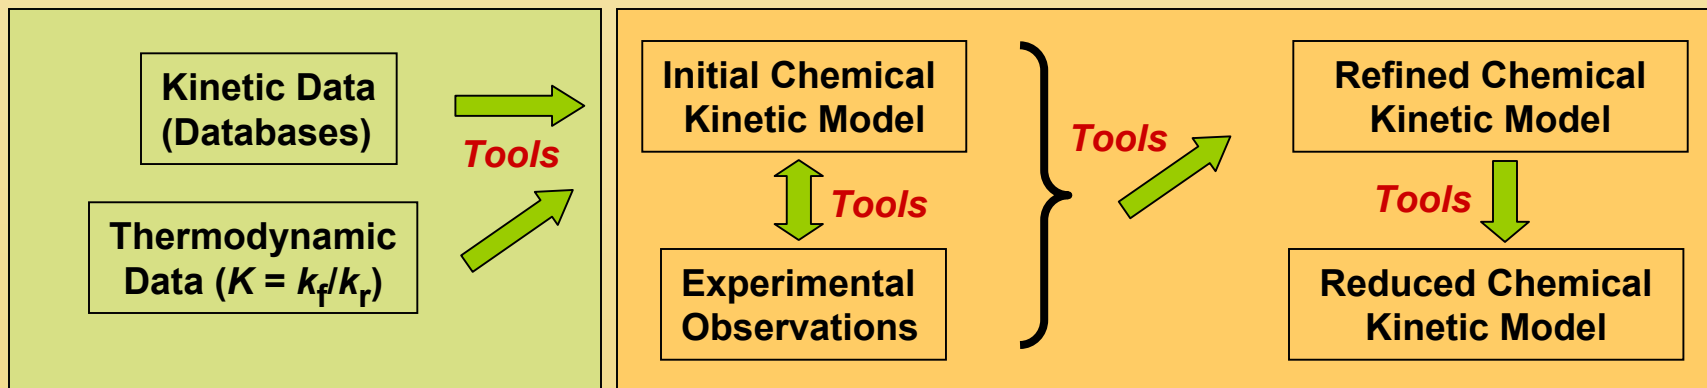 Kinetic Data
(Databases)
Tools
Thermodynamic
Data (K = kf/kr)
Initial Chemical
Kinetic Model
Tools
Experimental
Observations
Tools
Refined Chemical
Kinetic Model
Tools
Reduced Chemical
Kinetic Model